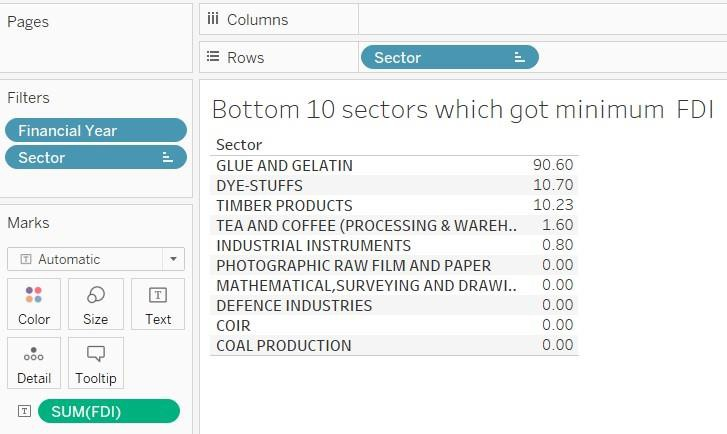 Pages
Columns
Rows
Sector
Filters
Financial Year
Sector
Marks
T Automatic
Color
Size
T
Text
Detail
Tooltip
T SUM(FDI)
Bottom 10 sectors which got minimum FDI
Sector
GLUE AND GELATIN 90.60
DYE-STUFFS 10.70
TIMBER PRODUCTS 10.23
TEA AND COFFEE (PROCESSING & WAREH.. 1.60
INDUSTRIAL INSTRUMENTS 0.80
PHOTOGRAPHIC RAW FILM AND PAPER 0.00
MATHEMATICAL,SURVEYING AND DRAWI.. 0.00
DEFENCE INDUSTRIES 0.00
COIR 0.00
COAL PRODUCTION 0.00